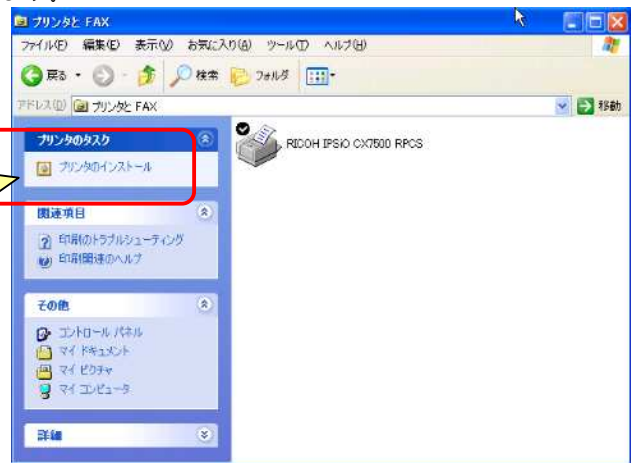 プリンタと FAX
ファイル(F) 編集(E) 表示(V) お気に入り(A) ツール(T) ヘルプ(H)
戻る 検索 フォルダ
アドレス(D) プリンタと FAX 移動
プリンタのタスク
プリンタのインストール
RICOH IPSiO CX7500 RPCS
関連項目
印刷のトラブルシューティング
印刷関連のヘルプ
その他
コントロール パネル
マイ ドキュメント
マイ ピクチャ
マイ コンピュータ
詳細